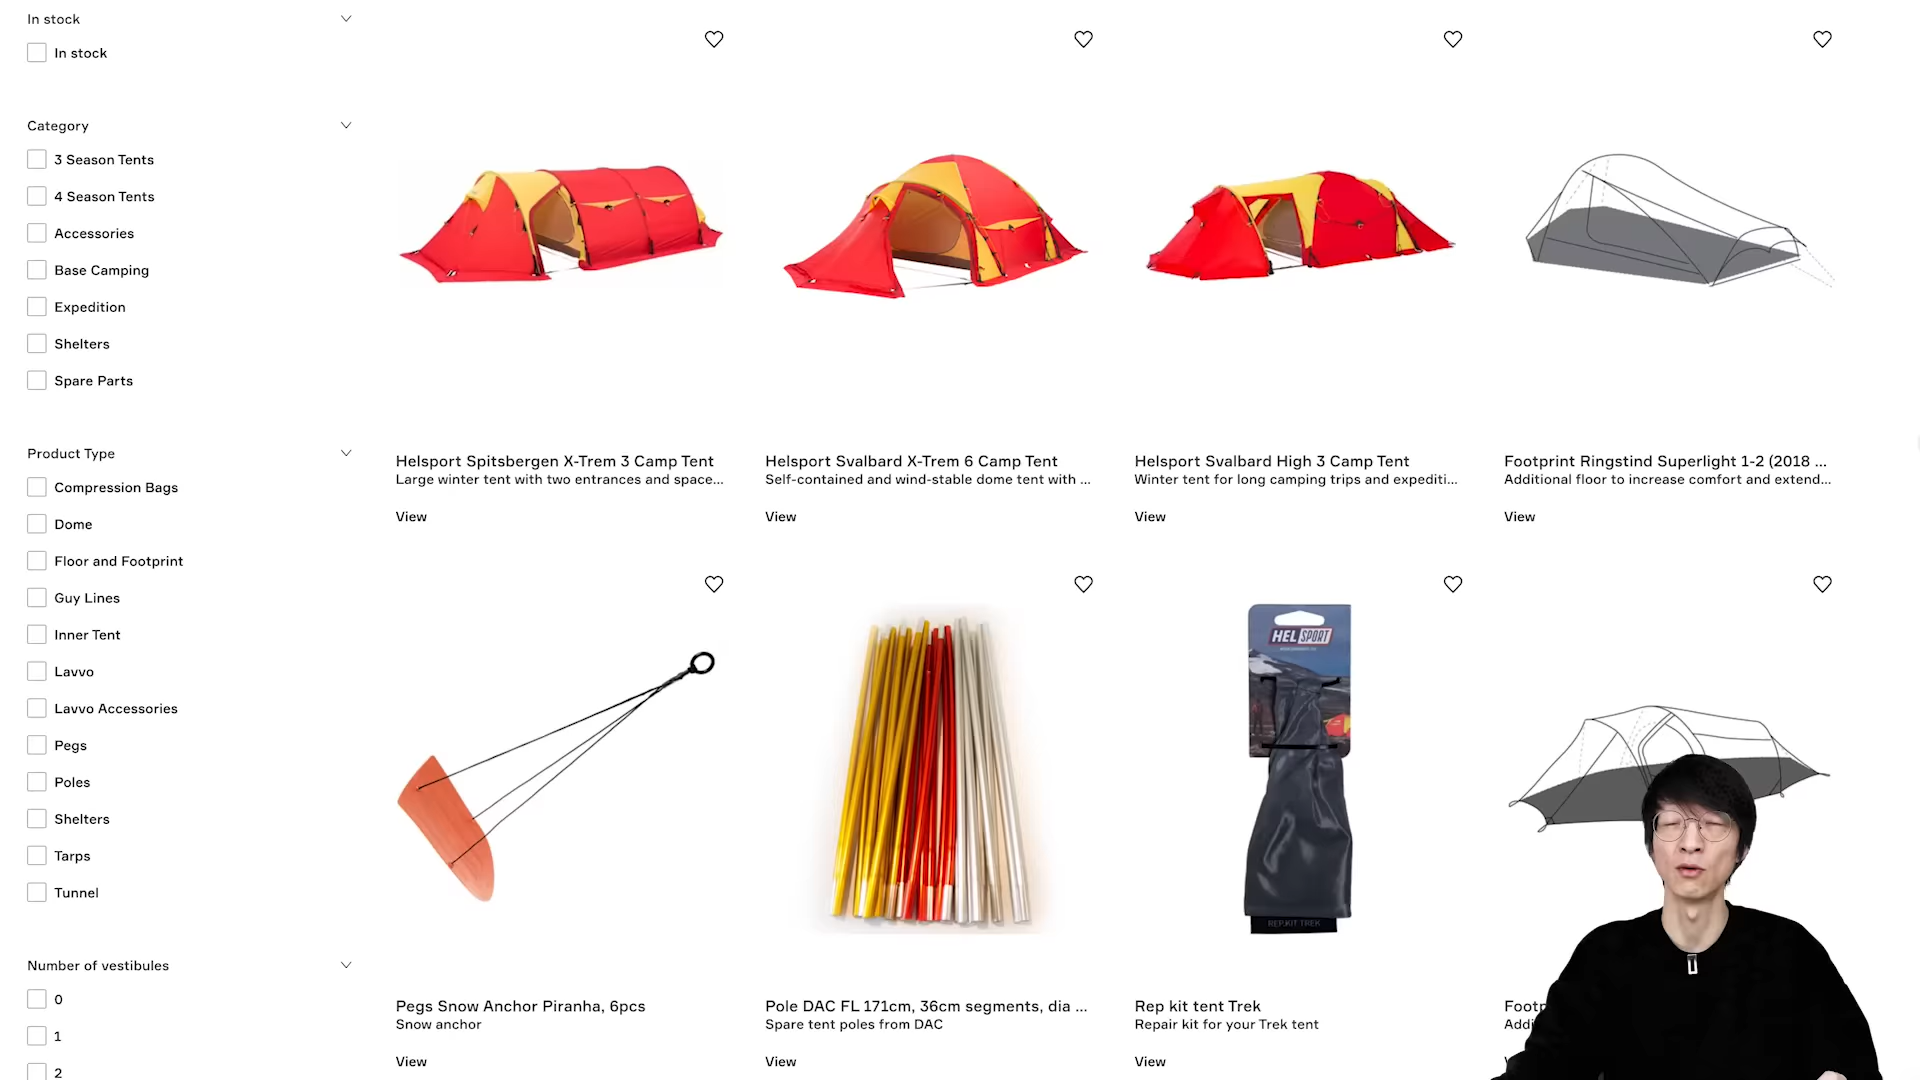 In stock
In stock
Category
3 Season Tents
4 Season Tents
Accessories
Base Camping
Expedition
Shelters
Spare Parts
Product Type
Compression Bags
Dome
Floor and Footprint
Guy Lines
Inner Tent
Lavvo
Lavvo Accessories
Pegs
Poles
Shelters
Tarps
Tunnel
Number of vestibules
0
1
2
Helsport Spitsbergen X-Trem 3 Camp Tent
Large winter tent with two entrances and space...
View
Helsport Svalbard X-Trem 6 Camp Tent
Self-contained and wind-stable dome tent with ...
View
Helsport Svalbard High 3 Camp Tent
Winter tent for long camping trips and expediti...
View
Footprint Ringstind Superlight 1-2 (2018 ...
Additional floor to increase comfort and extend...
View
Pegs Snow Anchor Piranha, 6pcs
Snow anchor
View
Pole DAC FL 171cm, 36cm segments, dia ...
Spare tent poles from DAC
View
HELSPORT
REP.KIT TREK
Rep kit tent Trek
Repair kit for your Trek tent
View